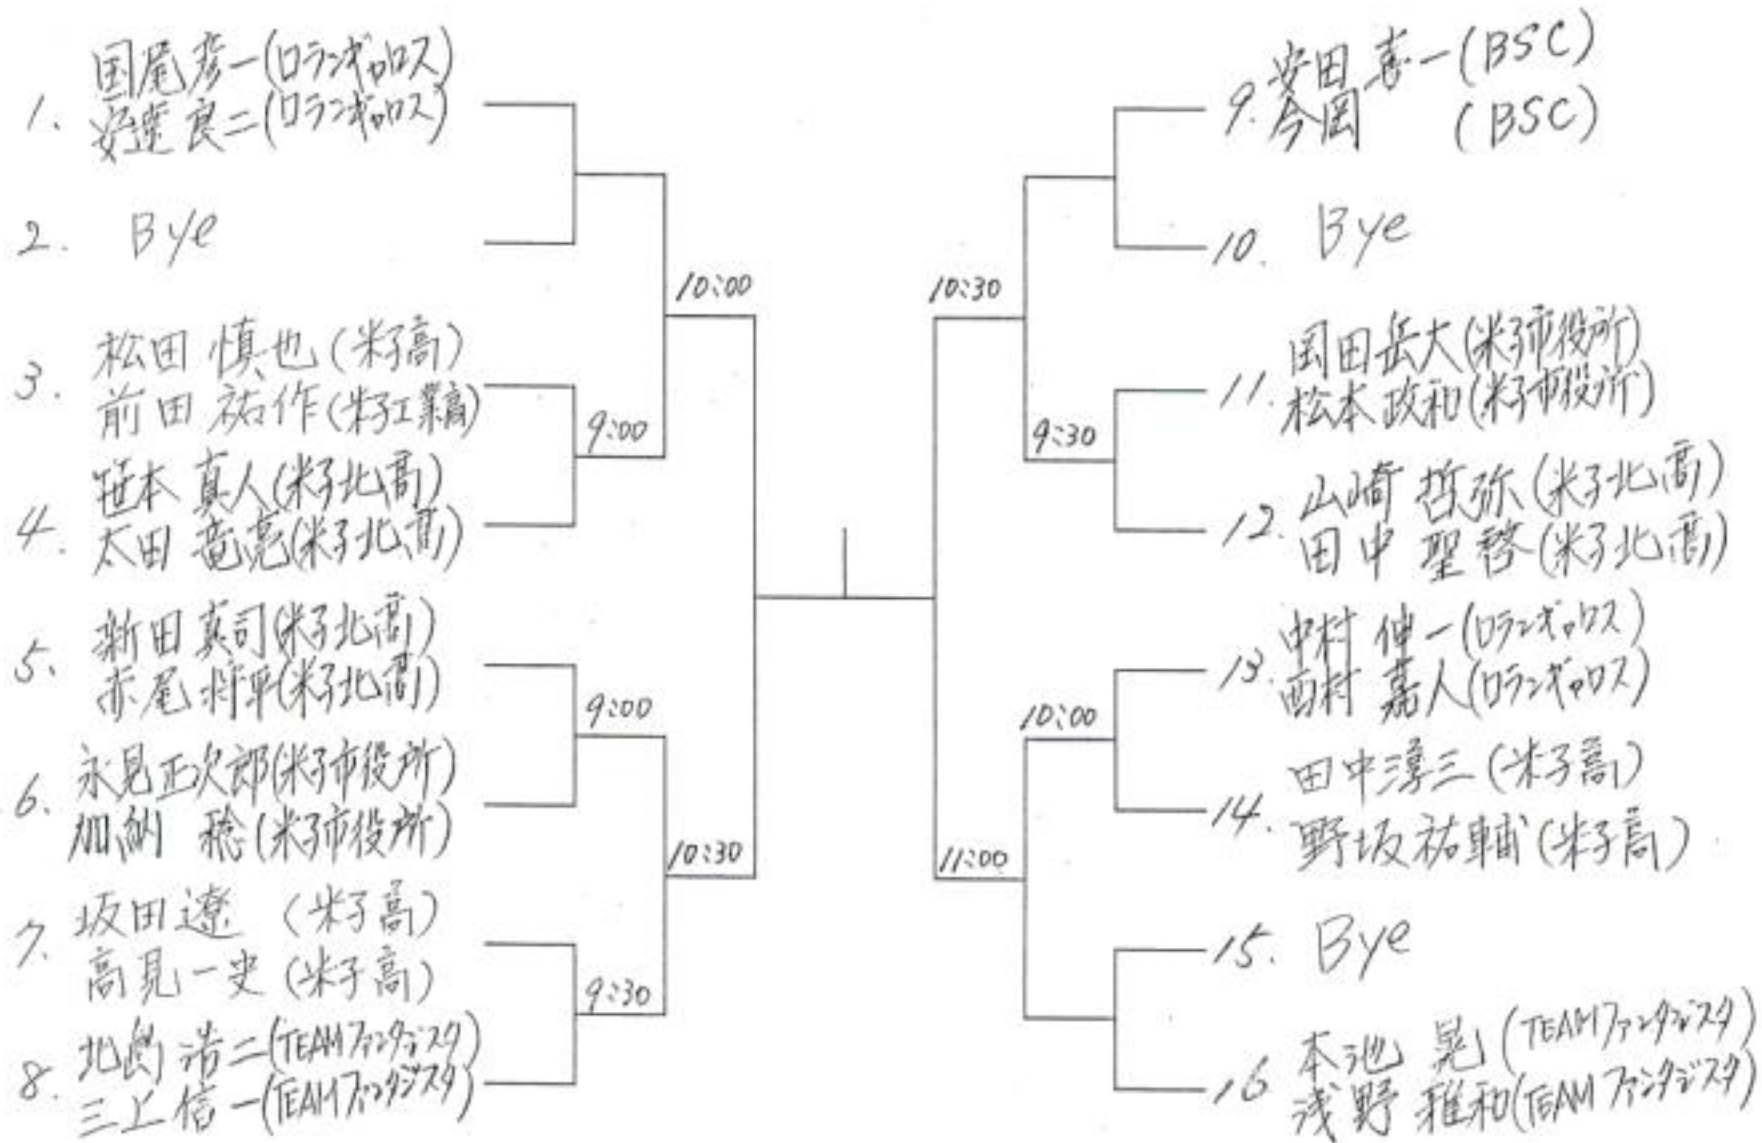 1. 国尾彦一(ロランギャロス)
安達良二(ロランギャロス)
2. Bye
3. 松田慎也(米子高)
前田祐作(米子工業高)
4. 笹本真人(米子北高)
太田竜亮(米子北高)
5. 新田真司(米子北高)
赤尾将平(米子北高)
6. 永見正次郎(米子市役所)
加納稔(米子市役所)
7. 坂田遼(米子高)
高見一史(米子高)
8. 北島浩二(TEAMファンタジスタ)
三上信一(TEAMファンタジスタ)
10:00
9:00
9:00
10:30
9:30
10:30
9:30
10:00
11:00
9. 安田喜一(BSC)
今岡(BSC)
10. Bye
11. 岡田岳大(米子市役所)
松本政和(米子市役所)
12. 山崎哲弥(米子北高)
田中聖啓(米子北高)
13. 中村伸一(ロランギャロス)
西村嘉人(ロランギャロス)
14. 田中淳三(米子高)
野坂祐輔(米子高)
15. Bye
16 本池晃(TEAMファンタジスタ)
浅野雅和(TEAMファンタジスタ)